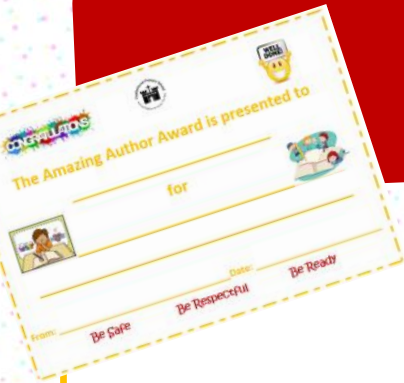 WELL DONE!
CONGRATULATIONS
The Amazing Author Award is presented to
for
From: Date:
Be Safe Be Respectful Be Ready